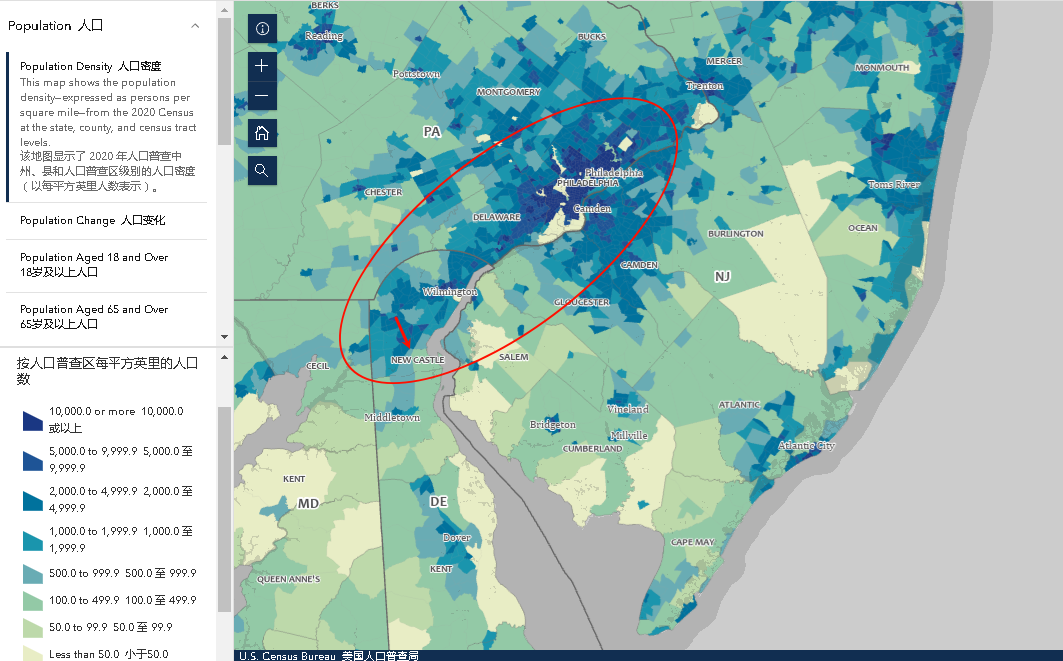 Population 人口
Population Density 人口密度
This map shows the population
density—expressed as persons per
square mile—from the 2020 Census
at the state, county, and census tract
levels.
该地图显示了 2020 年人口普查中
州、县和人口普查区级别的人口密度
（以每平方英里人数表示）。
Population Change 人口变化
Population Aged 18 and Over
18岁及以上人口
Population Aged 65 and Over
65岁及以上人口
按人口普查区每平方英里的人口
数
10,000.0 or more 10,000.0
或以上
5,000.0 to 9,999.9 5,000.0 至
9,999.9
2,000.0 to 4,999.9 2,000.0 至
4,999.9
1,000.0 to 1,999.9 1,000.0 至
1,999.9
500.0 to 999.9 500.0 至 999.9
100.0 to 499.9 100.0 至 499.9
50.0 to 99.9 50.0 至 99.9
Less than 50.0 小于50.0
BERKS
Reading
BUCKS
Pottstown
MERCER
MONMOUTH
MONTGOMERY
Trenton
PA
Philadelphia
PHILADELPHIA
Toms River
CHESTER
Camden
DELAWARE
BURLINGTON
OCEAN
CAMDEN
NJ
Wilmington
GLOUCESTER
NEW CASTLE
SALEM
CECIL
Middletown
ATLANTIC
Vineland
Bridgeton
Millville
CUMBERLAND
Atlantic City
KENT
MD
DE
Dover
CAPE MAY
KENT
QUEEN ANNE'S
U.S. Census Bureau 美国人口普查局